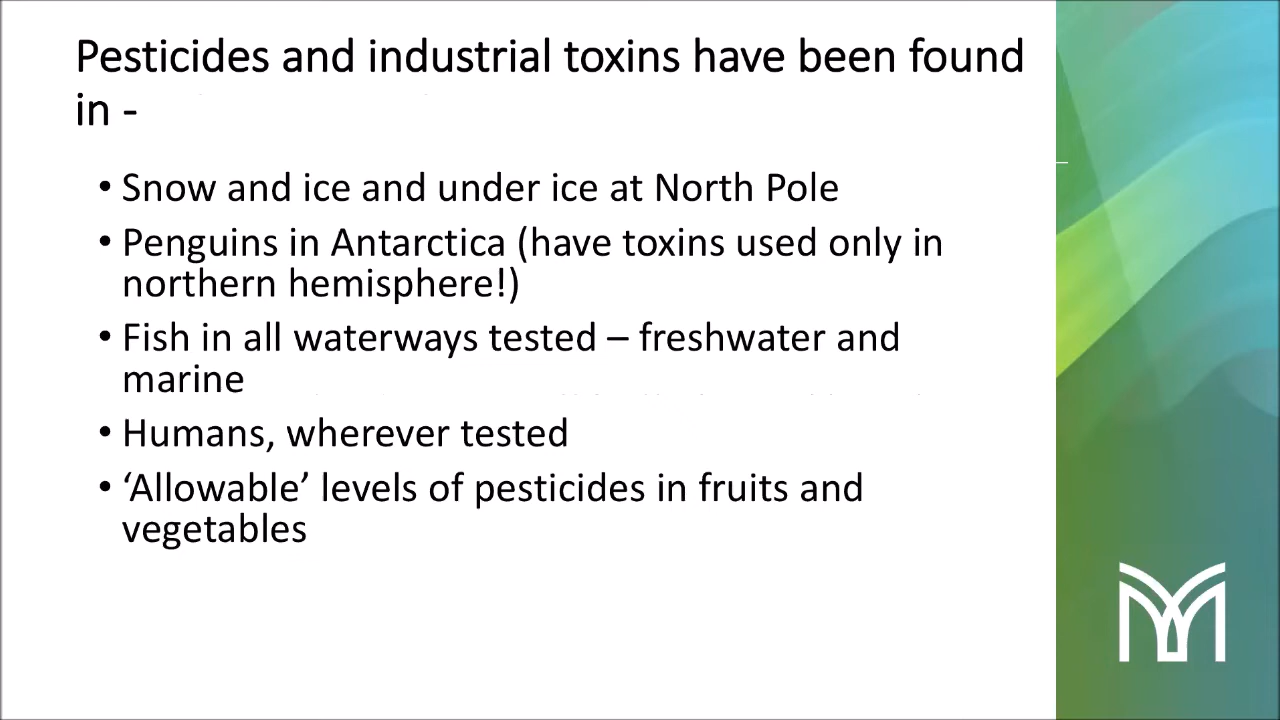 Pesticides and industrial toxins have been found
in -
• Snow and ice and under ice at North Pole
• Penguins in Antarctica (have toxins used only in
northern hemisphere!)
• Fish in all waterways tested – freshwater and
marine
• Humans, wherever tested
• ‘Allowable’ levels of pesticides in fruits and
vegetables